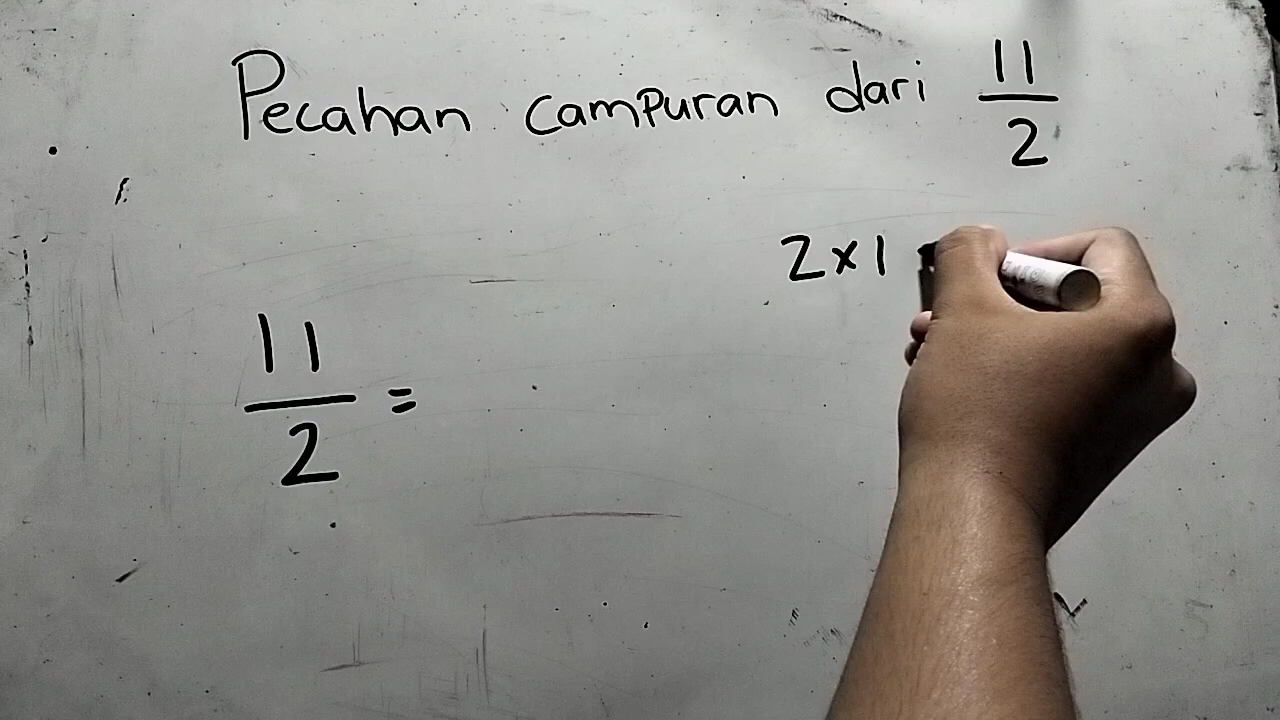 Pecahan campuran dari 11/2
2x1
11/2 =